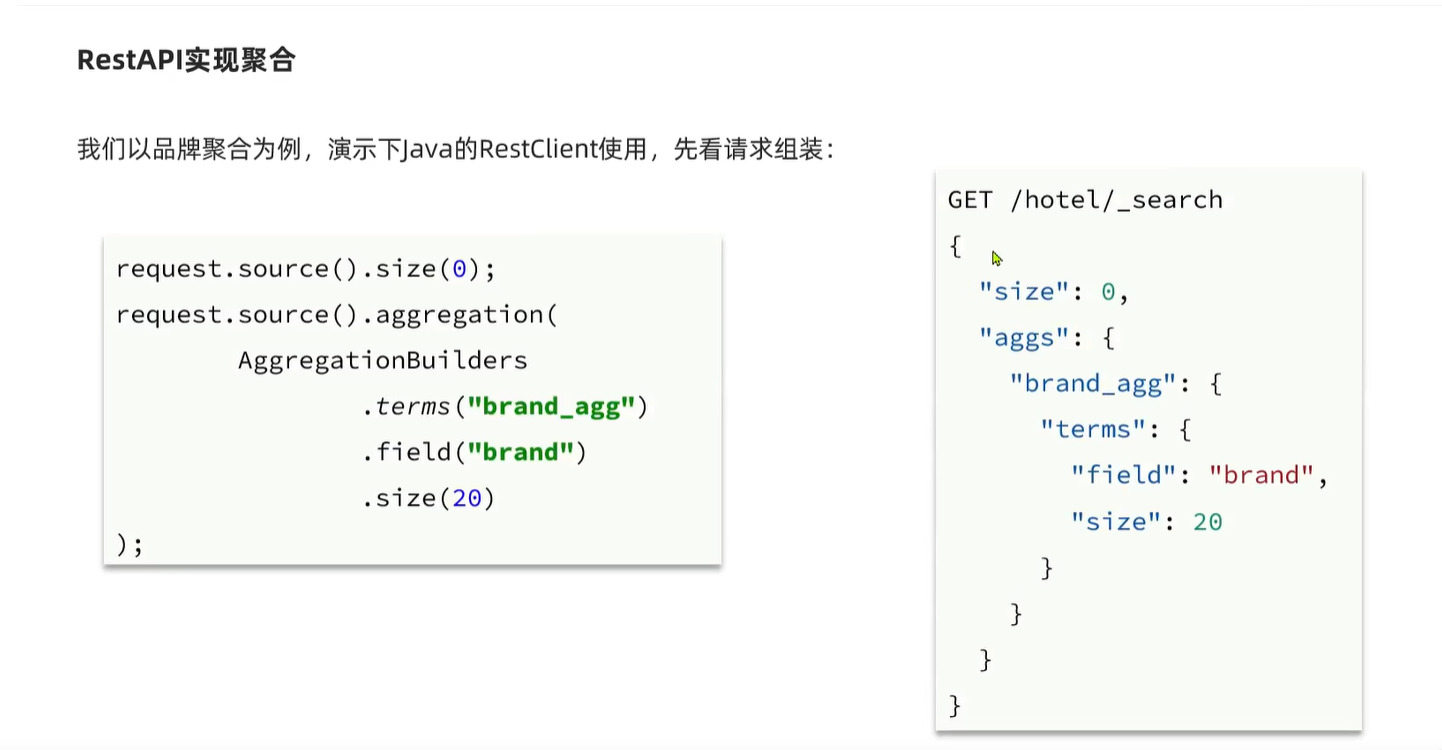 RestAPI实现聚合
我们以品牌聚合为例，演示下Java的RestClient使用，先看请求组装：
request.source().size(0);
request.source().aggregation(
        AggregationBuilders
                .terms("brand_agg")
                .field("brand")
                .size(20)
);
GET /hotel/_search
{
  "size": 0,
  "aggs": {
    "brand_agg": {
      "terms": {
        "field": "brand",
        "size": 20
      }
    }
  }
}